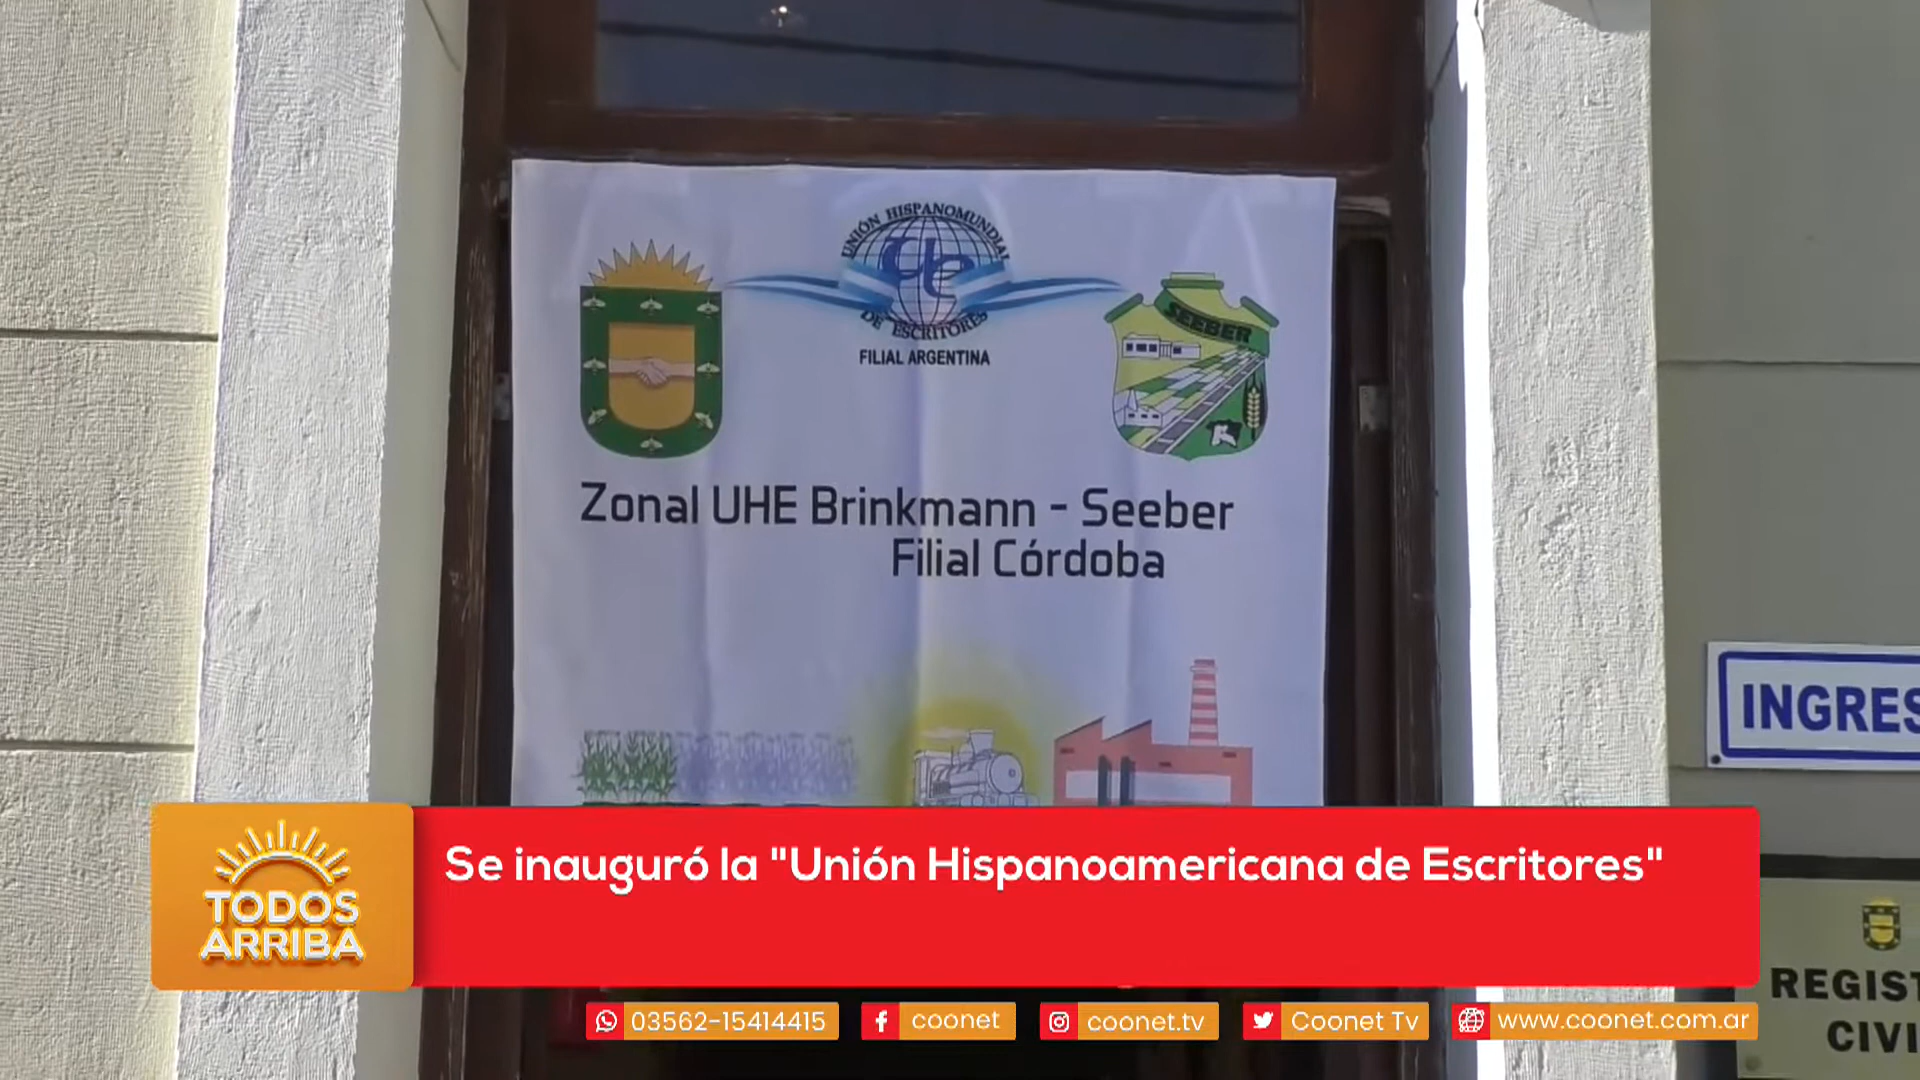 UNIÓN HISPANOMUNDIAL
UE
DE ESCRITORES
FILIAL ARGENTINA
SEEBER
Zonal UHE Brinkmann - Seeber
Filial Córdoba
INGRES
Se inauguró la "Unión Hispanoamericana de Escritores"
TODOS
ARRIBA
REGIST
CIVI
03562-15414415
coonet
coonet.tv
Coonet Tv
www.coonet.com.ar